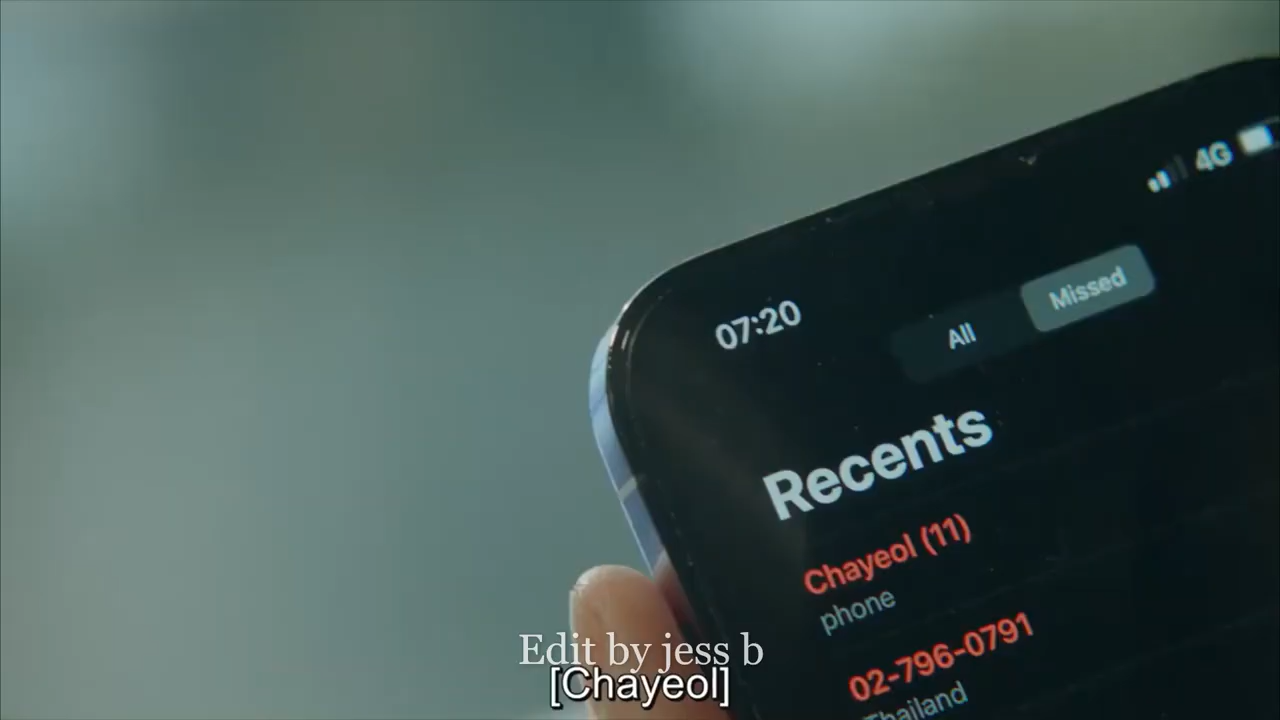 4G
07:20
All Missed
Recents
Chayeol (11)
phone
02-796-0791
Thailand
Edit by jess b
[Chayeol]